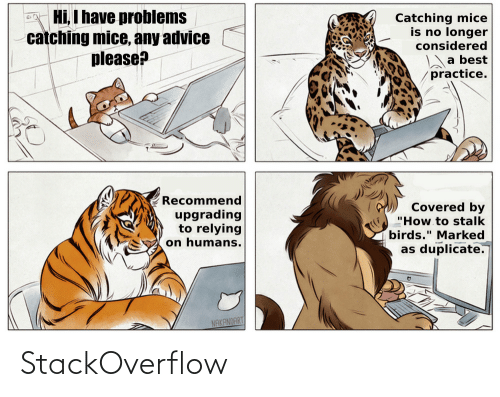 Hi, I have problems
catching mice, any advice
please?
Catching mice
is no longer
considered
a best
practice.
Recommend
upgrading
to relying
on humans.
Covered by
"How to stalk
birds." Marked
as duplicate.
StackOverflow